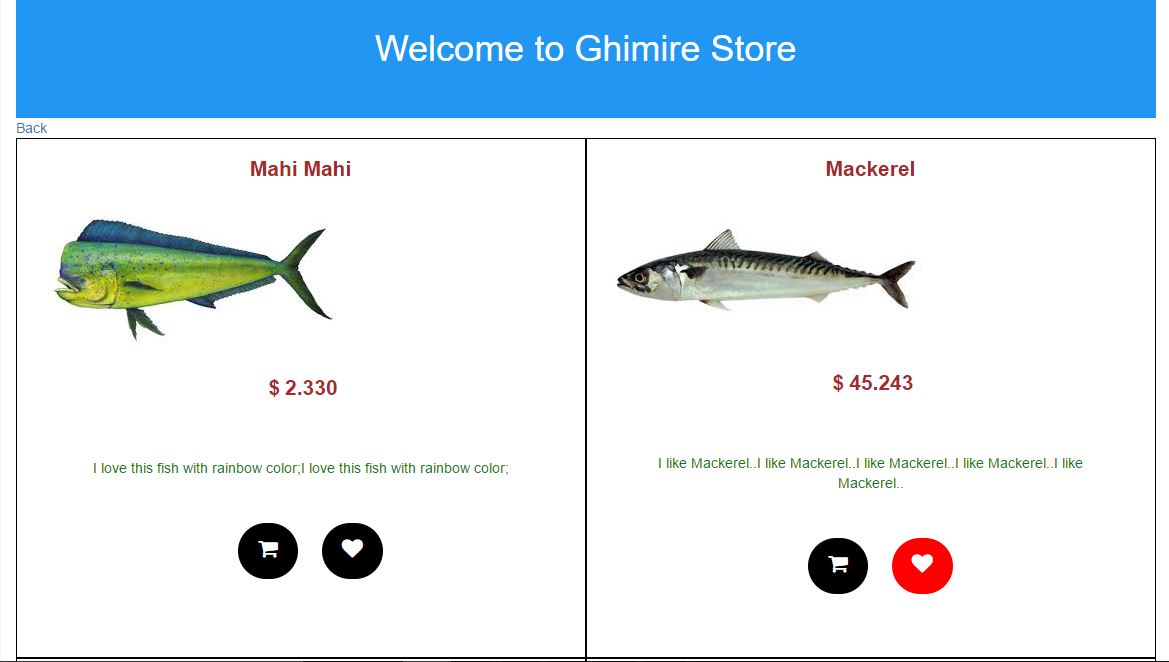 Welcome to Ghimire Store
Back
Mahi Mahi
$ 2.330
I love this fish with rainbow color;I love this fish with rainbow color;
Mackerel
$ 45.243
I like Mackerel..I like Mackerel..I like Mackerel..I like Mackerel..I like
Mackerel..